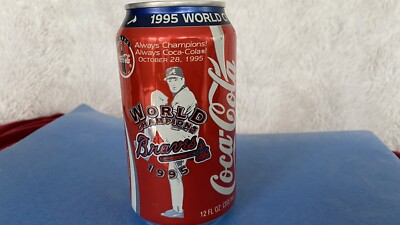 1995 WORLD
Always Champions!
Always Coca-Cola!
OCTOBER 28, 1995
WORLD
CHAMPIONS
Braves
1995
Coca-Cola
12 FL OZ